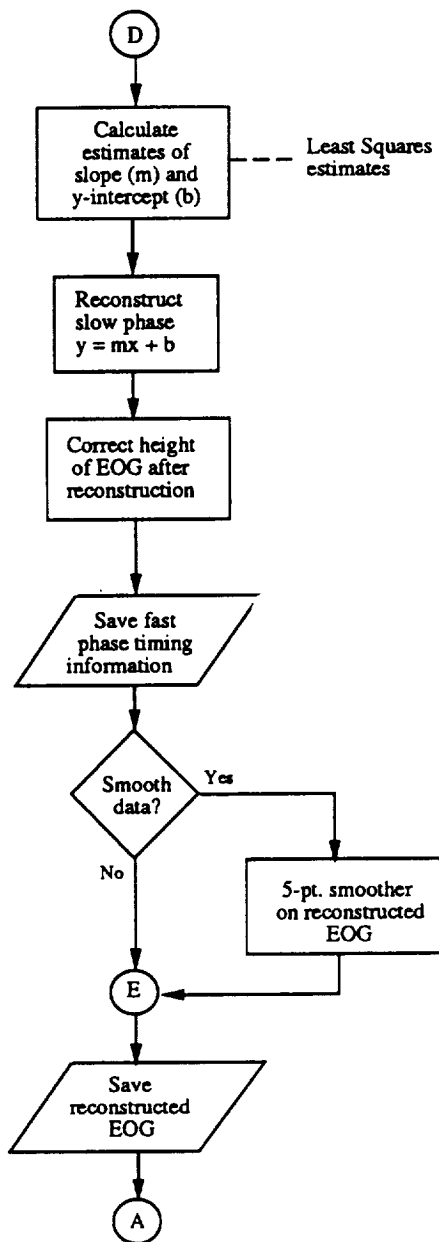 D
Calculate
estimates of
slope (m) and
y-intercept (b)
Least Squares
estimates
Reconstruct
slow phase
y = mx + b
Correct height
of EOG after
reconstruction
Save fast
phase timing
information
Smooth
data?
Yes
No
5-pt. smoother
on reconstructed
EOG
E
Save
reconstructed
EOG
A